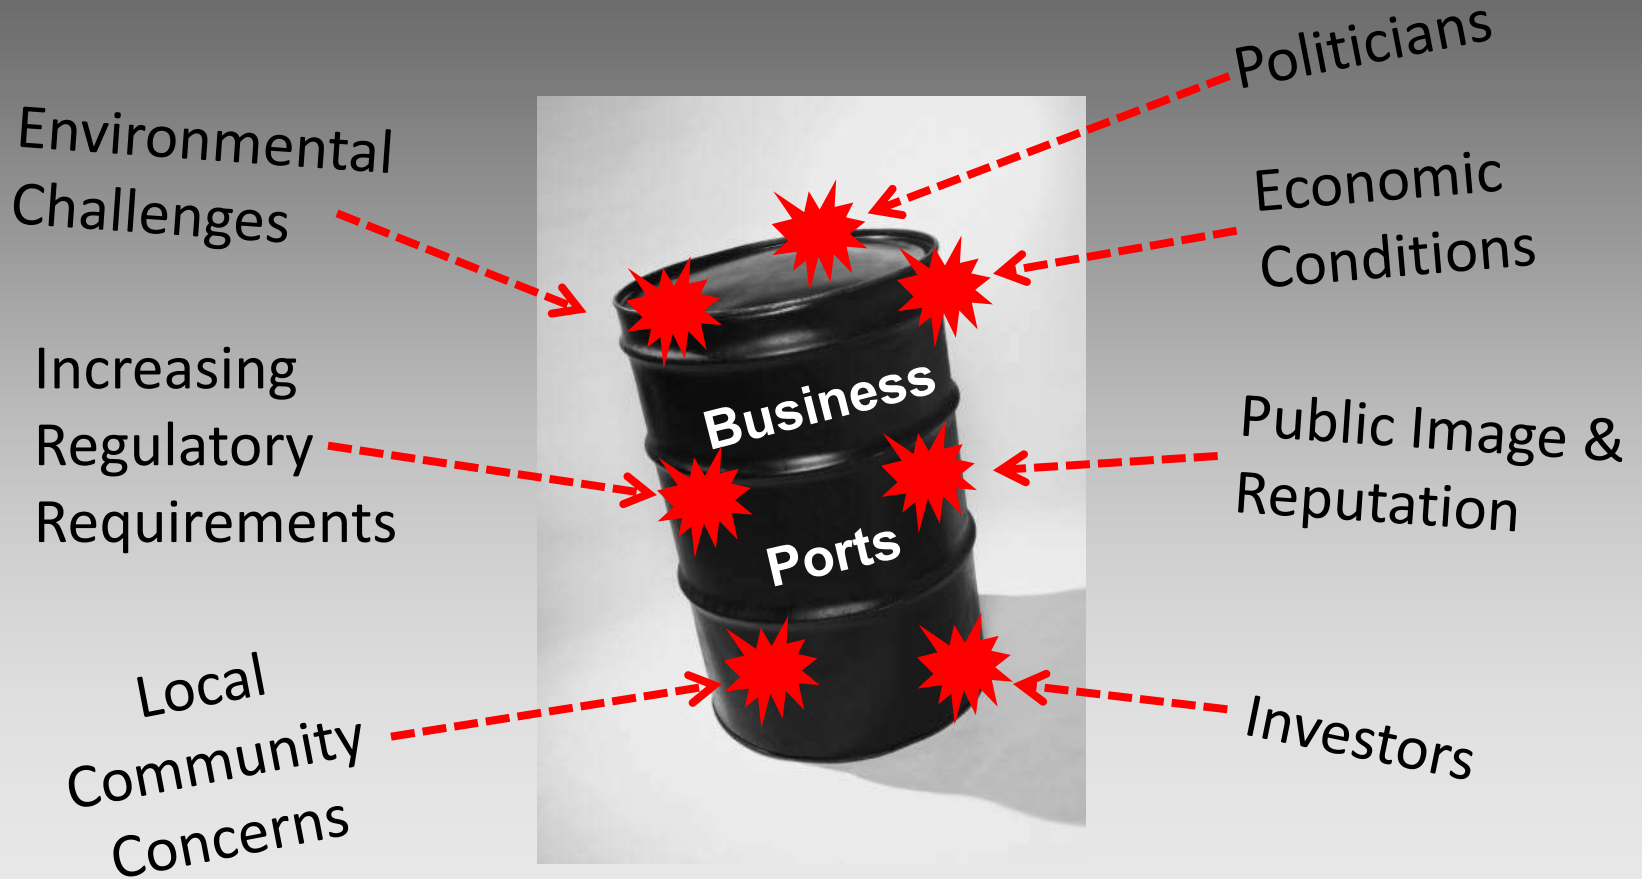 Politicians
Environmental
Challenges
Economic
Conditions
Increasing
Regulatory
Requirements
Business
Ports
Public Image &
Reputation
Local
Community
Concerns
Investors